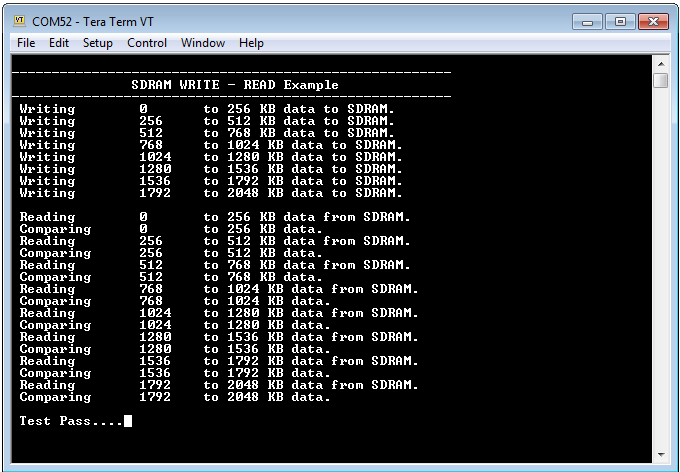 COM52 - Tera Term VT
File Edit Setup Control Window Help
SDRAM WRITE - READ Example
Writing 0 to 256 KB data to SDRAM.
Writing 256 to 512 KB data to SDRAM.
Writing 512 to 768 KB data to SDRAM.
Writing 768 to 1024 KB data to SDRAM.
Writing 1024 to 1280 KB data to SDRAM.
Writing 1280 to 1536 KB data to SDRAM.
Writing 1536 to 1792 KB data to SDRAM.
Writing 1792 to 2048 KB data to SDRAM.
Reading 0 to 256 KB data from SDRAM.
Comparing 0 to 256 KB data.
Reading 256 to 512 KB data from SDRAM.
Comparing 256 to 512 KB data.
Reading 512 to 768 KB data from SDRAM.
Comparing 512 to 768 KB data.
Reading 768 to 1024 KB data from SDRAM.
Comparing 768 to 1024 KB data.
Reading 1024 to 1280 KB data from SDRAM.
Comparing 1024 to 1280 KB data.
Reading 1280 to 1536 KB data from SDRAM.
Comparing 1280 to 1536 KB data.
Reading 1536 to 1792 KB data from SDRAM.
Comparing 1536 to 1792 KB data.
Reading 1792 to 2048 KB data from SDRAM.
Comparing 1792 to 2048 KB data.
Test Pass....